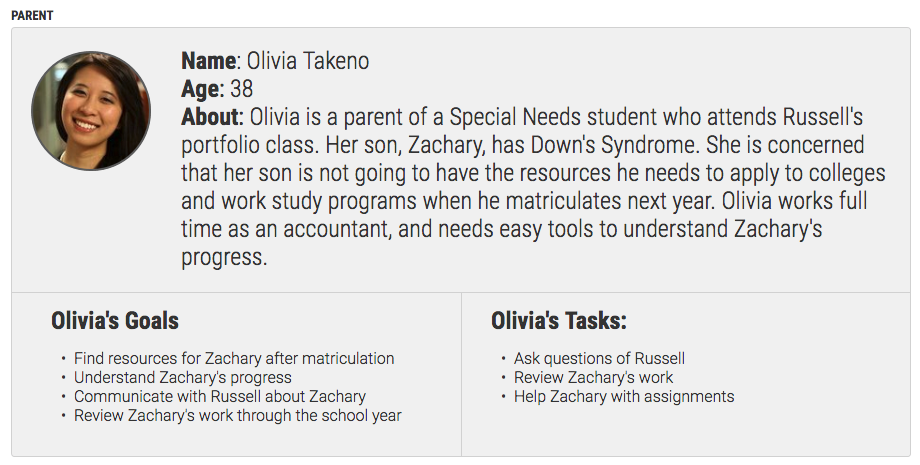 PARENT
Name: Olivia Takeno
Age: 38
About: Olivia is a parent of a Special Needs student who attends Russell's
portfolio class. Her son, Zachary, has Down's Syndrome. She is concerned
that her son is not going to have the resources he needs to apply to colleges
and work study programs when he matriculates next year. Olivia works full
time as an accountant, and needs easy tools to understand Zachary's
progress.
Olivia's Goals
• Find resources for Zachary after matriculation
• Understand Zachary's progress
• Communicate with Russell about Zachary
• Review Zachary's work through the school year
Olivia's Tasks:
• Ask questions of Russell
• Review Zachary's work
• Help Zachary with assignments